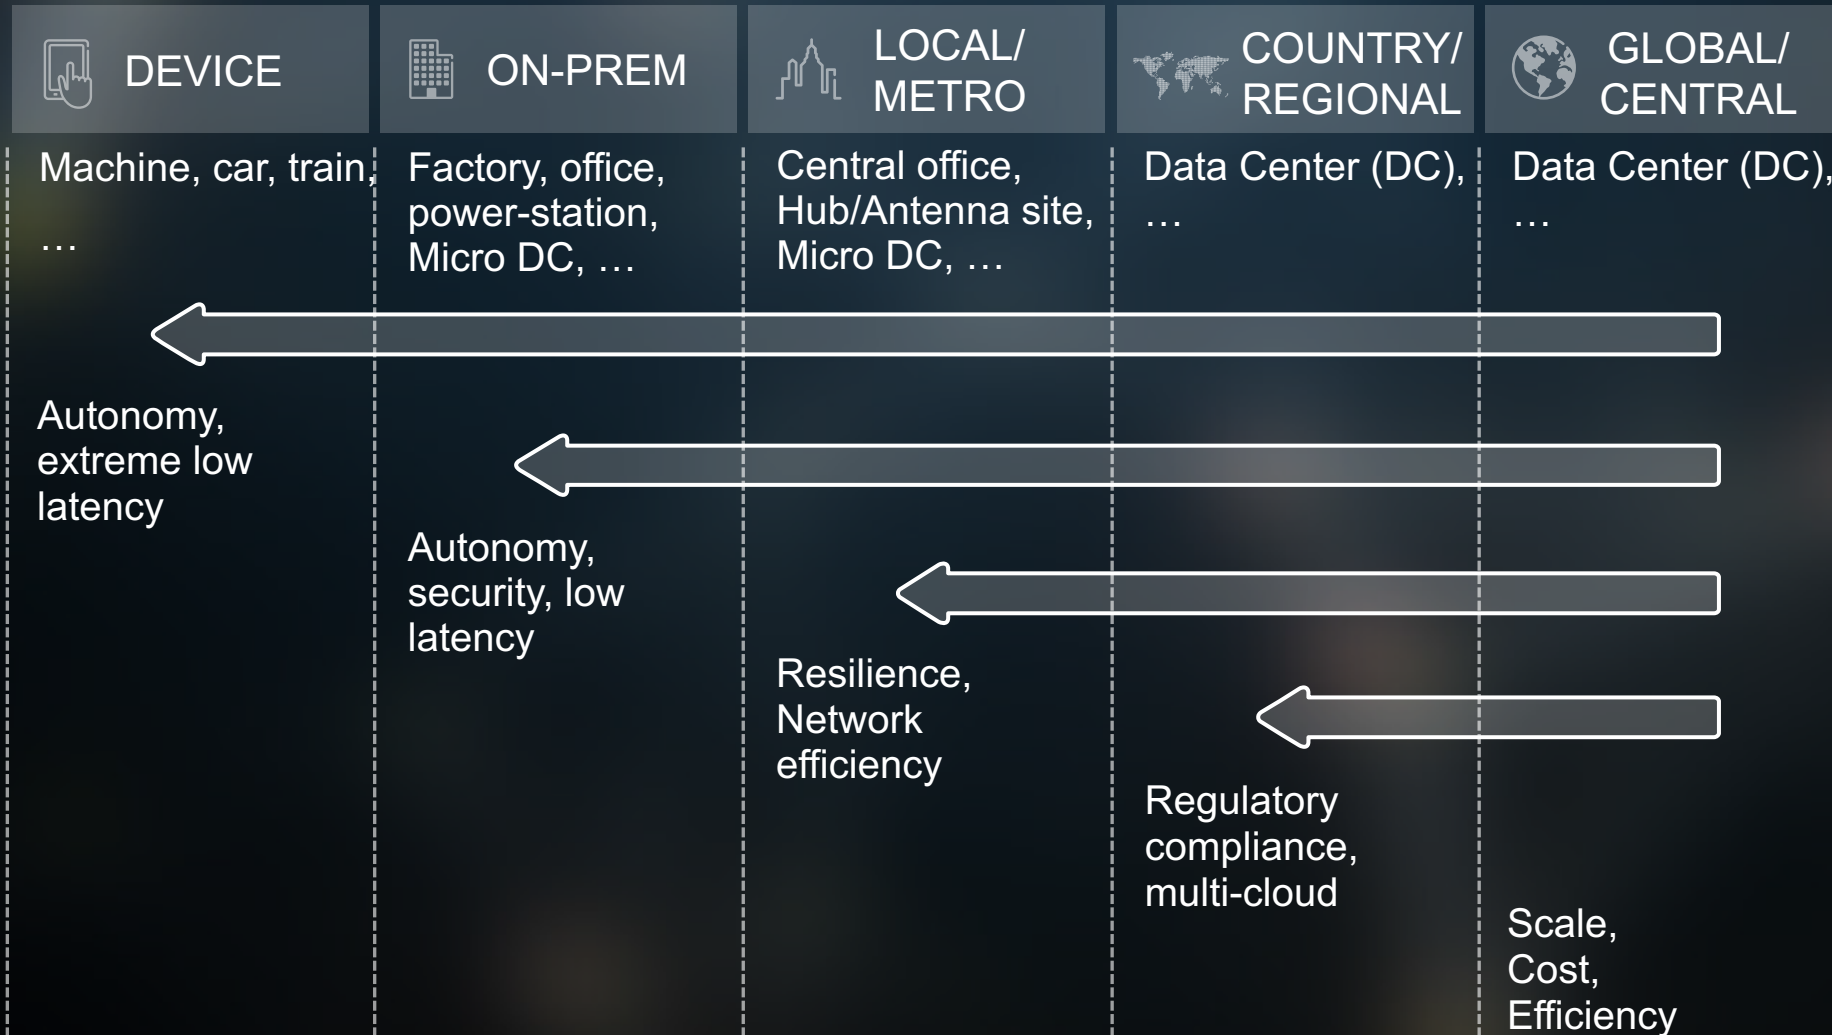 DEVICE
ON-PREM
LOCAL/
METRO
COUNTRY/
REGIONAL
GLOBAL/
CENTRAL
Machine, car, train,
…
Factory, office,
power-station,
Micro DC, …
Central office,
Hub/Antenna site,
Micro DC, …
Data Center (DC),
…
Data Center (DC),
…
Autonomy,
extreme low
latency
Autonomy,
security, low
latency
Resilience,
Network
efficiency
Regulatory
compliance,
multi-cloud
Scale,
Cost,
Efficiency